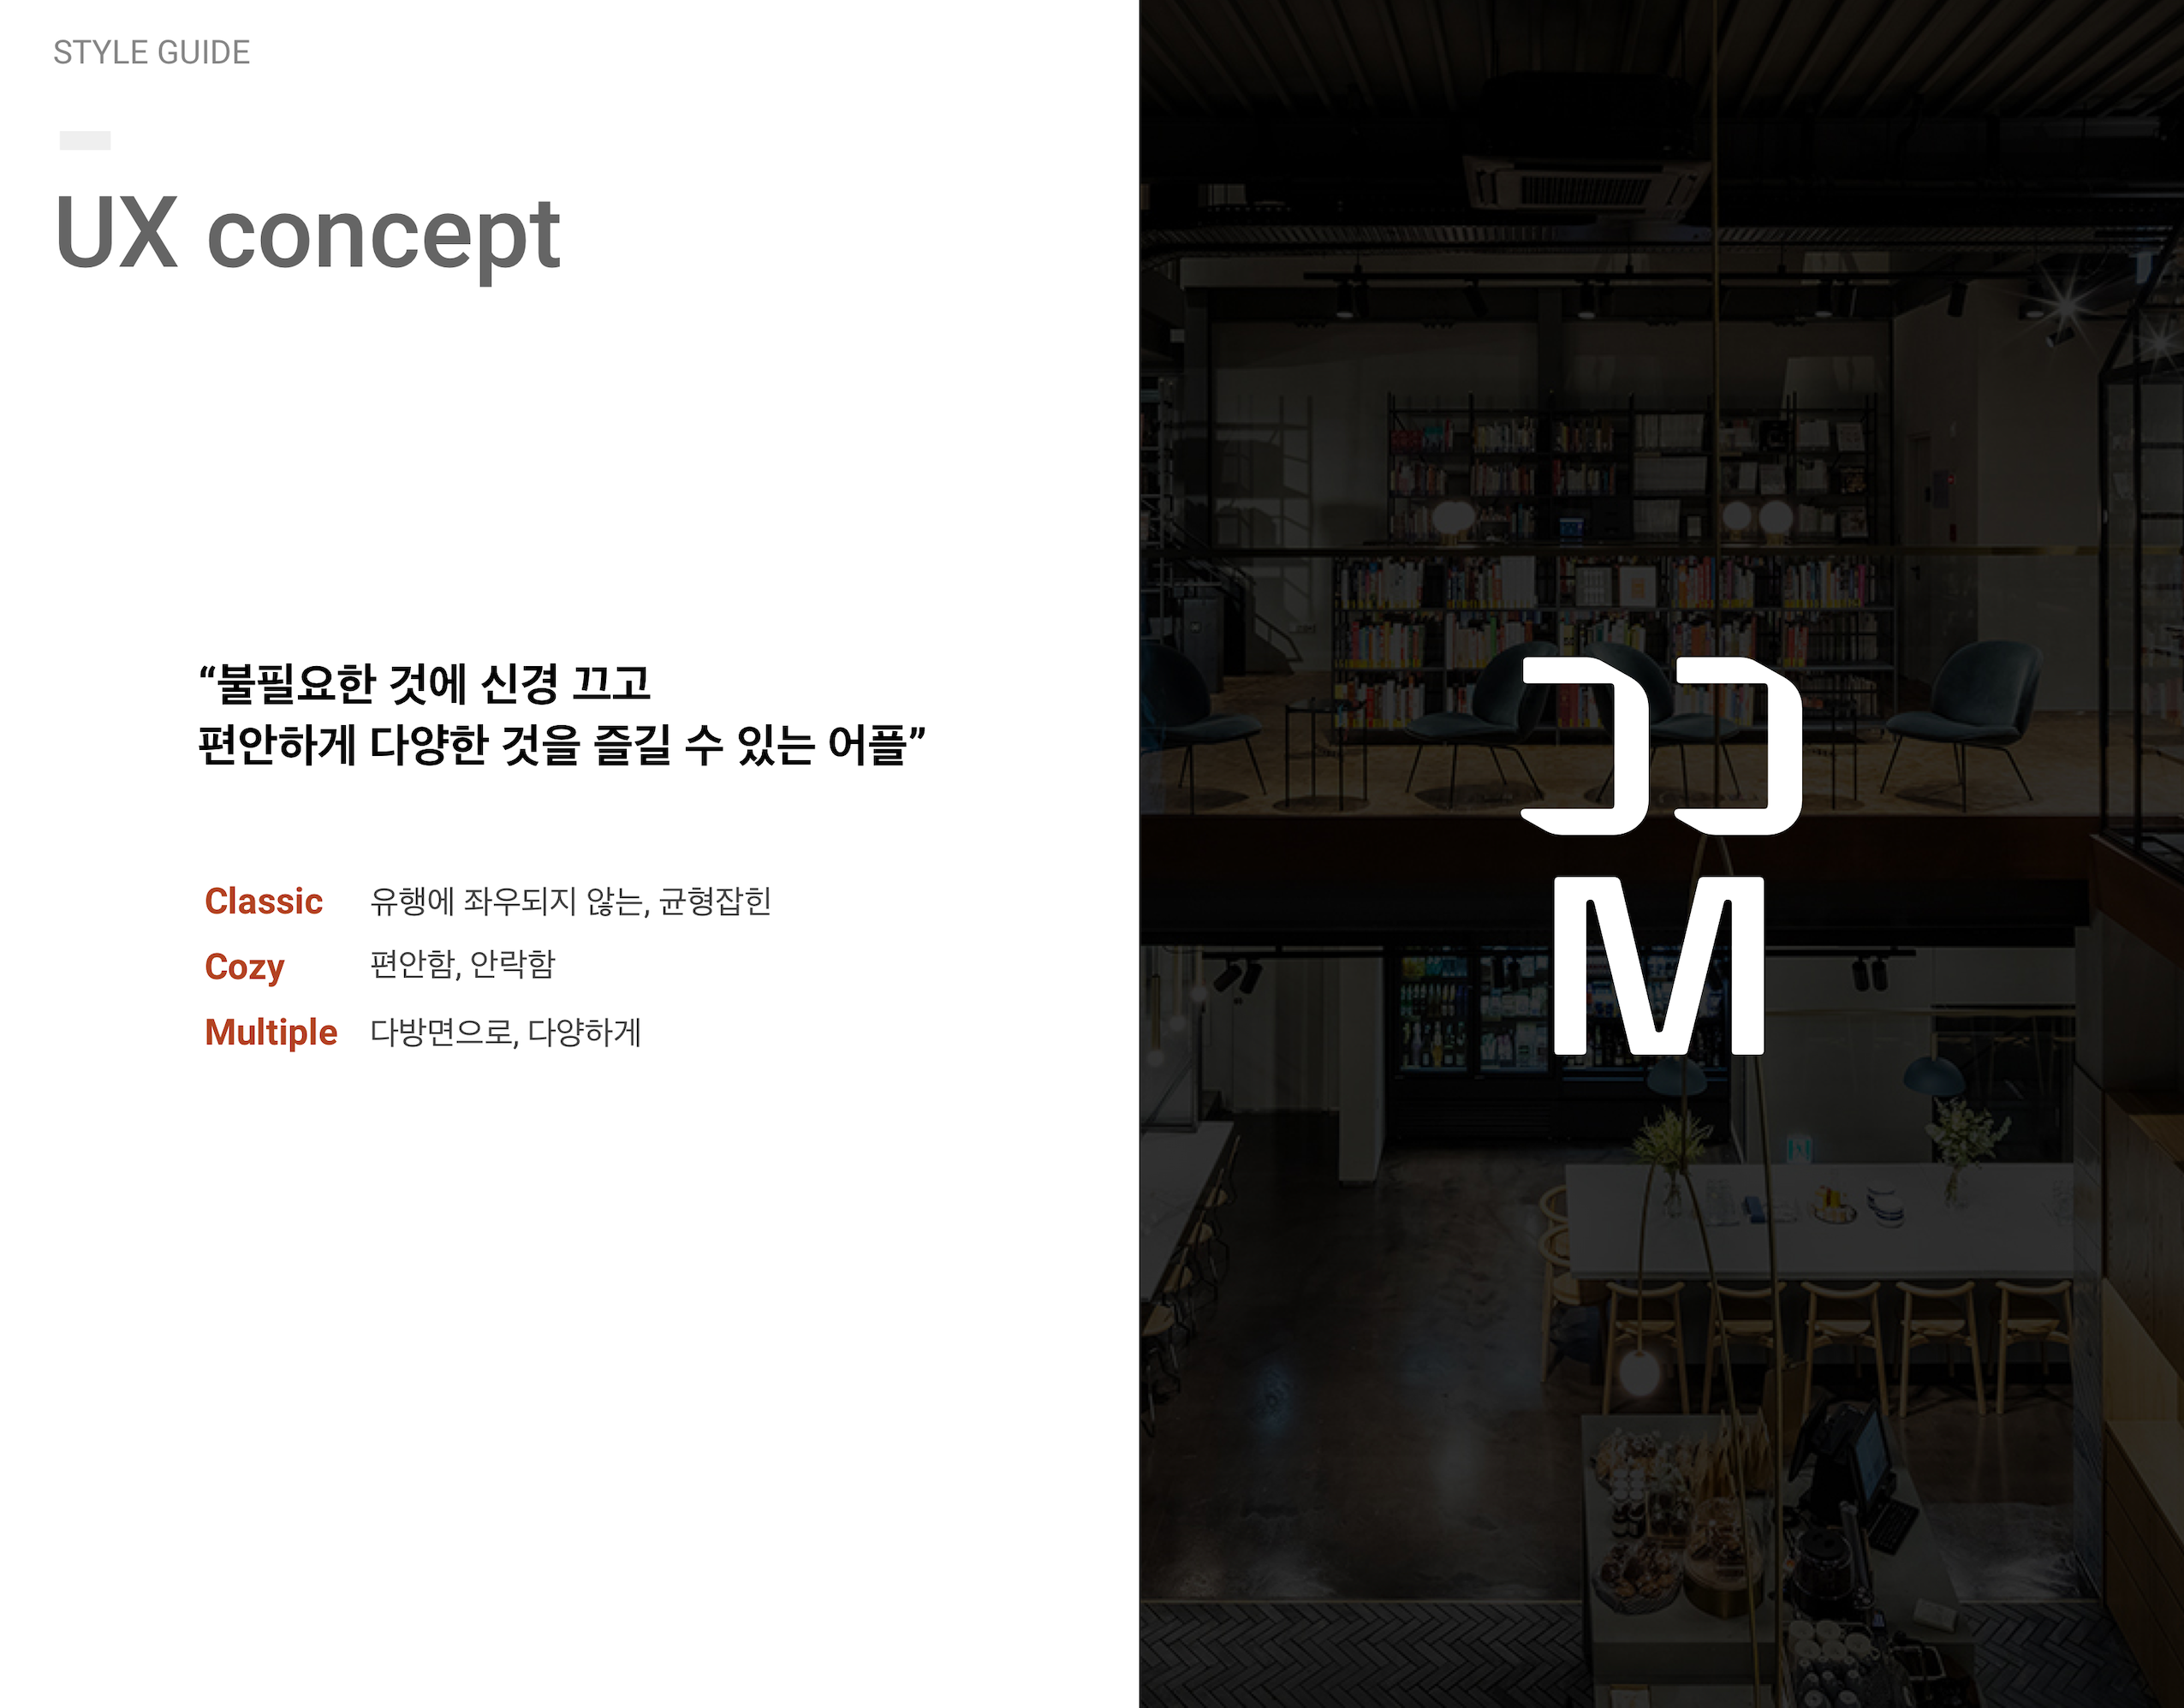 STYLE GUIDE
UX concept
“불필요한 것에 신경 끄고
편안하게 다양한 것을 즐길 수 있는 어플”
Classic 유행에 좌우되지 않는, 균형잡힌
Cozy 편안함, 안락함
Multiple 다방면으로, 다양하게
M